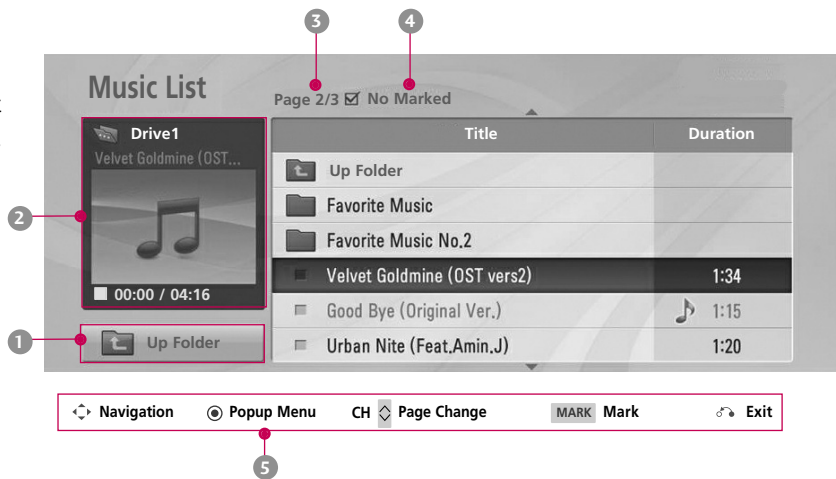 3 4
Music List
Page 2/3 No Marked
Drive1
Velvet Goldmine (OST...
00:00 / 04:16
Up Folder
Title Duration
Up Folder
Favorite Music
Favorite Music No.2
Velvet Goldmine (OST vers2) 1:34
Good Bye (Original Ver.) 1:15
Urban Nite (Feat.Amin.J) 1:20
2
1
Navigation Popup Menu CH Page Change MARK Mark Exit
5